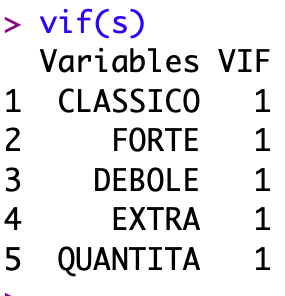 > vif(s)
Variables VIF
1 CLASSICO 1
2 FORTE 1
3 DEBOLE 1
4 EXTRA 1
5 QUANTITA 1
>